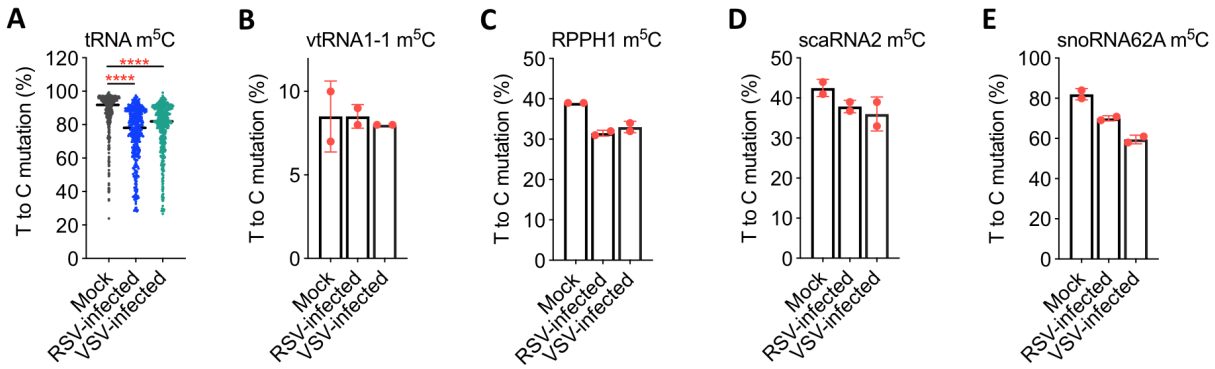 A
tRNA m⁵C
T to C mutation (%)
120
100
80
100
80
60
40
20
0
****
****
Mock
RSV-infected
VSV-infected
B
vtRNA1-1 m⁵C
T to C mutation (%)
10
5
0
Mock
RSV-infected
VSV-infected
C
RPPH1 m⁵C
T to C mutation (%)
50
40
30
20
10
0
Mock
RSV-infected
VSV-infected
D
scaRNA2 m⁵C
T to C mutation (%)
50
40
30
20
10
0
Mock
RSV-infected
VSV-infected
E
snoRNA62A m⁵C
T to C mutation (%)
100
80
60
40
20
0
Mock
RSV-infected
VSV-infected